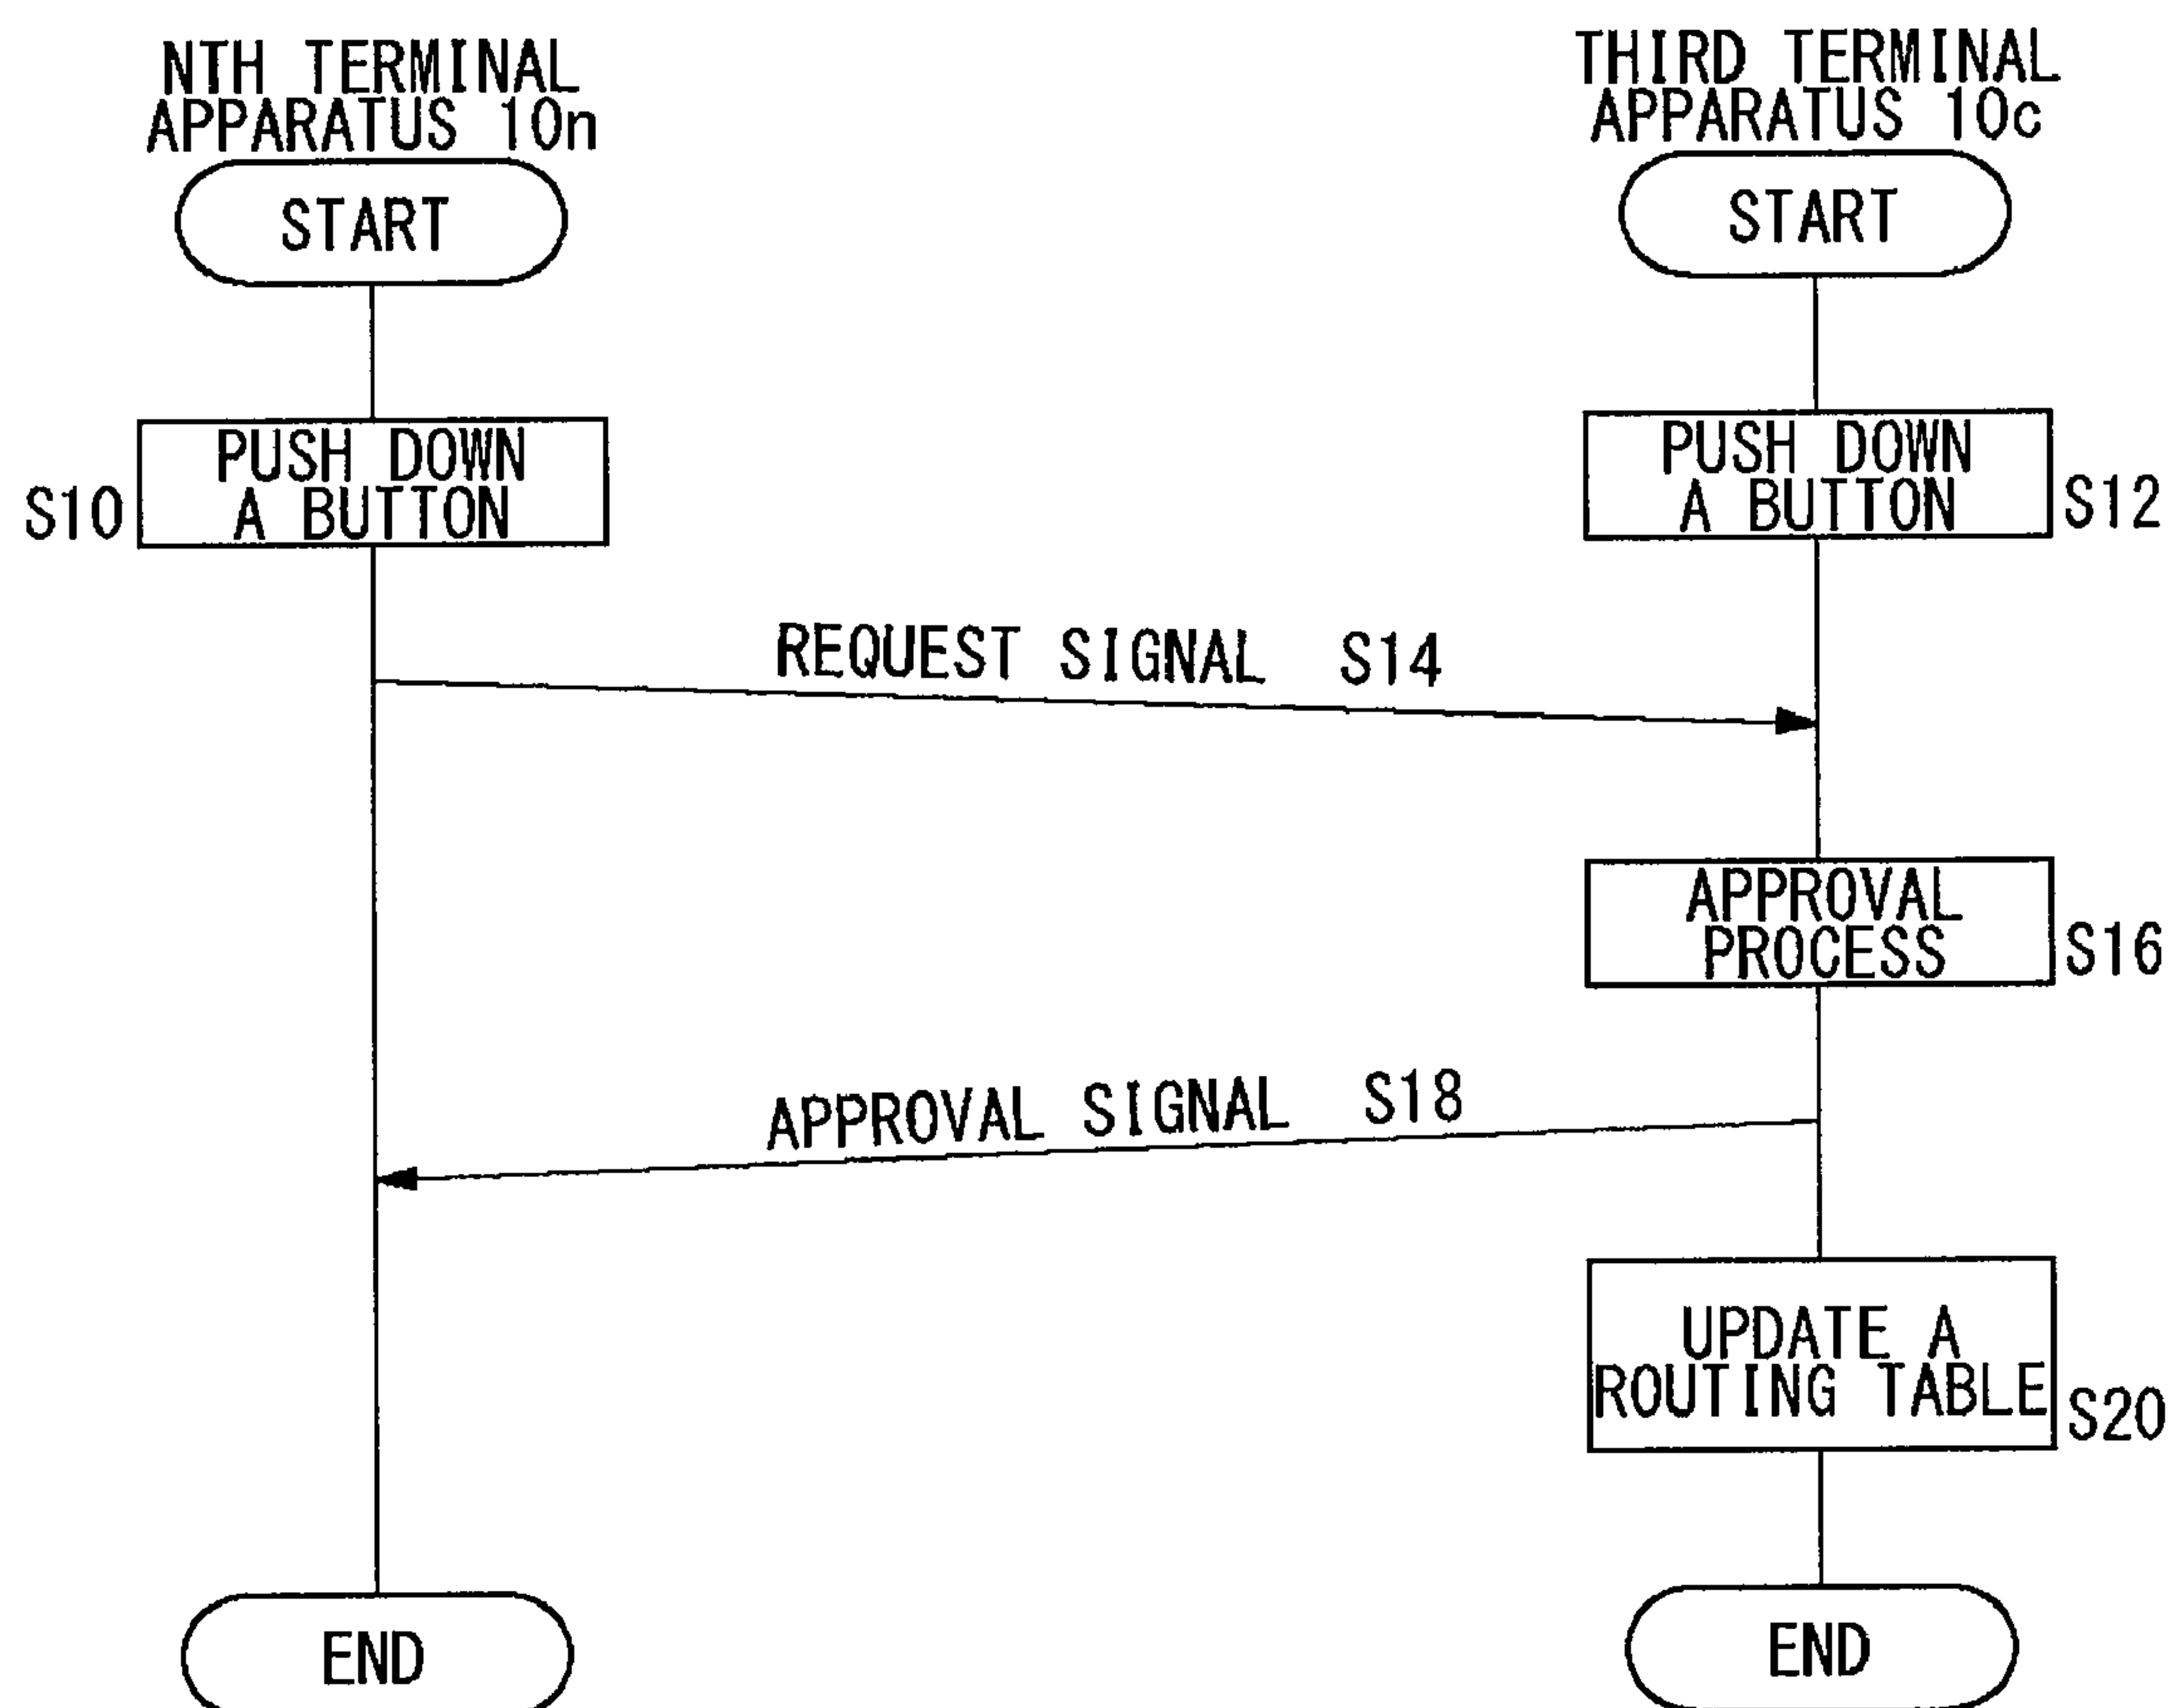 NTH TERMINAL
APPARATUS 10n
THIRD TERMINAL
APPARATUS 10c
START
START
PUSH DOWN
A BUTTON
S10
PUSH DOWN
A BUTTON
S12
REQUEST SIGNAL S14
APPROVAL
PROCESS
S16
APPROVAL SIGNAL S18
UPDATE A
ROUTING TABLE
S20
END
END